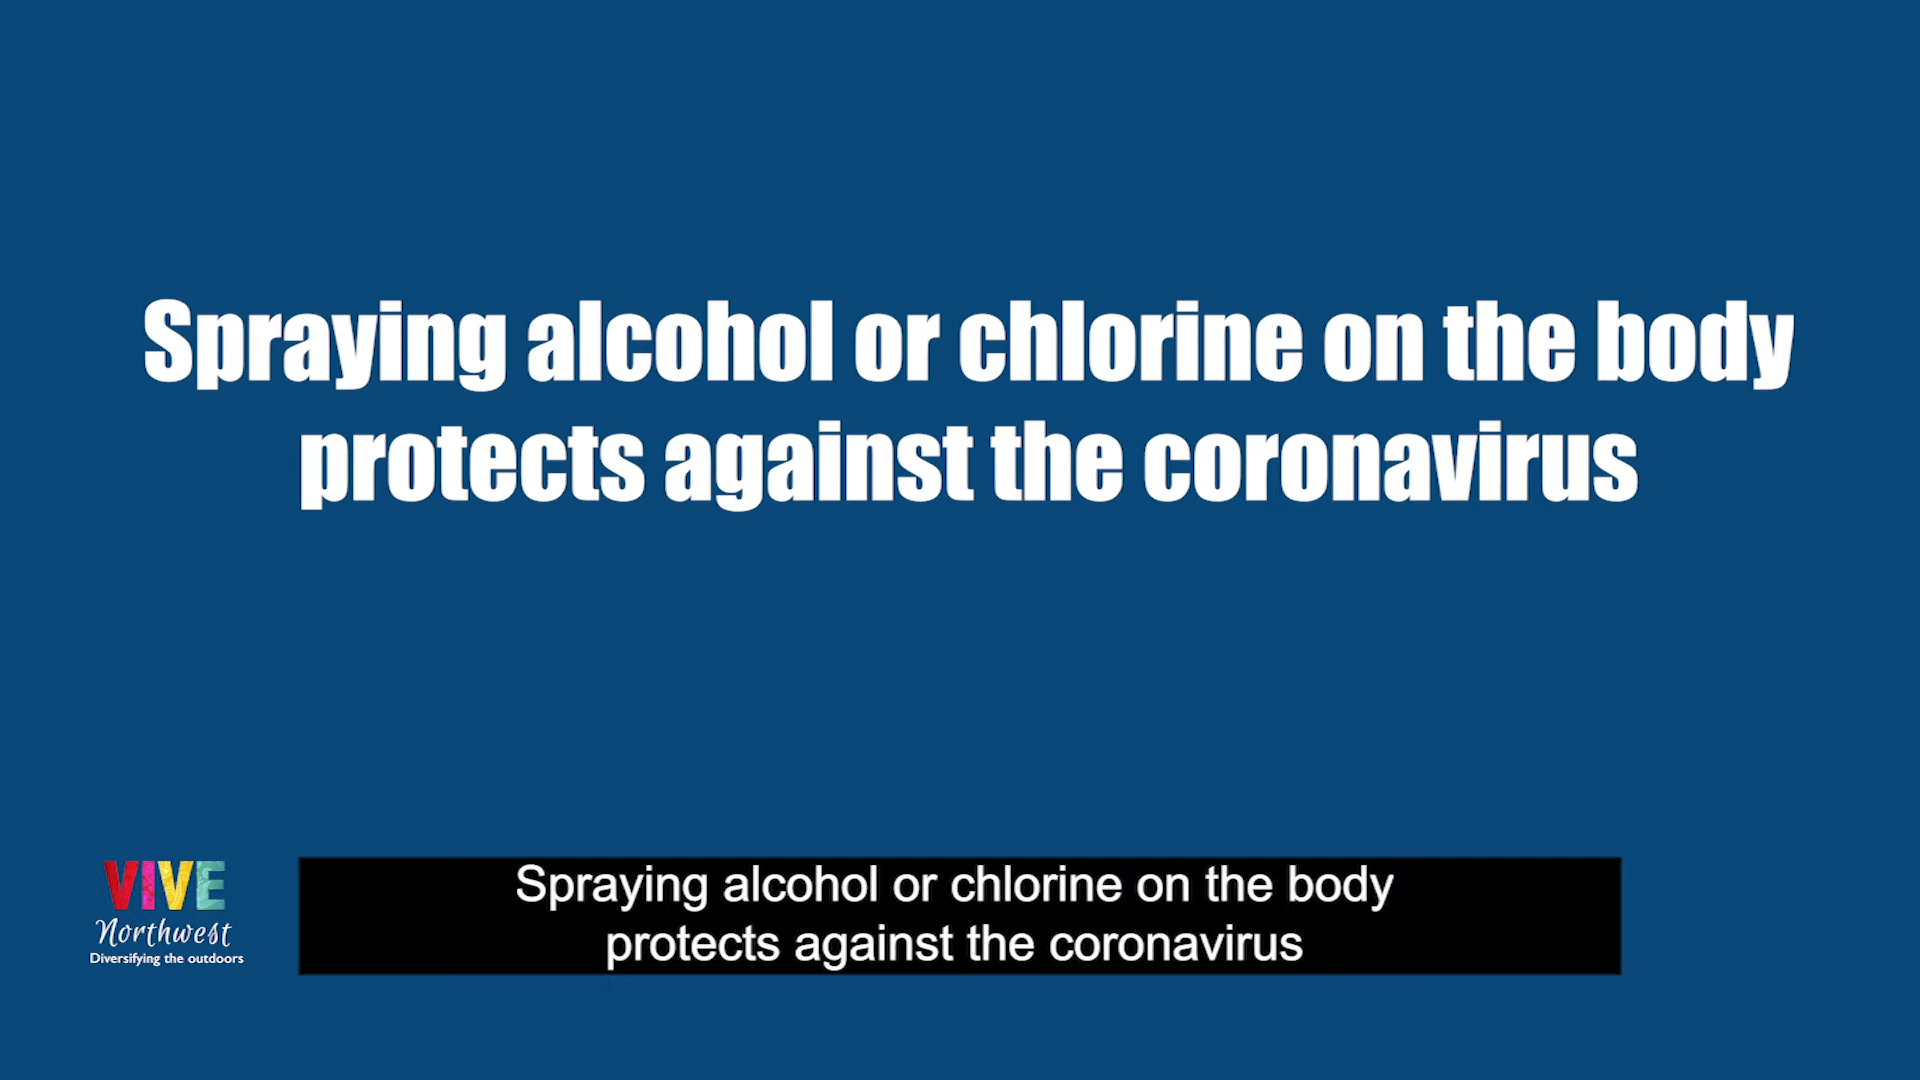 Spraying alcohol or chlorine on the body
protects against the coronavirus
VIVE
Northwest
Diversifying the outdoors
Spraying alcohol or chlorine on the body
protects against the coronavirus